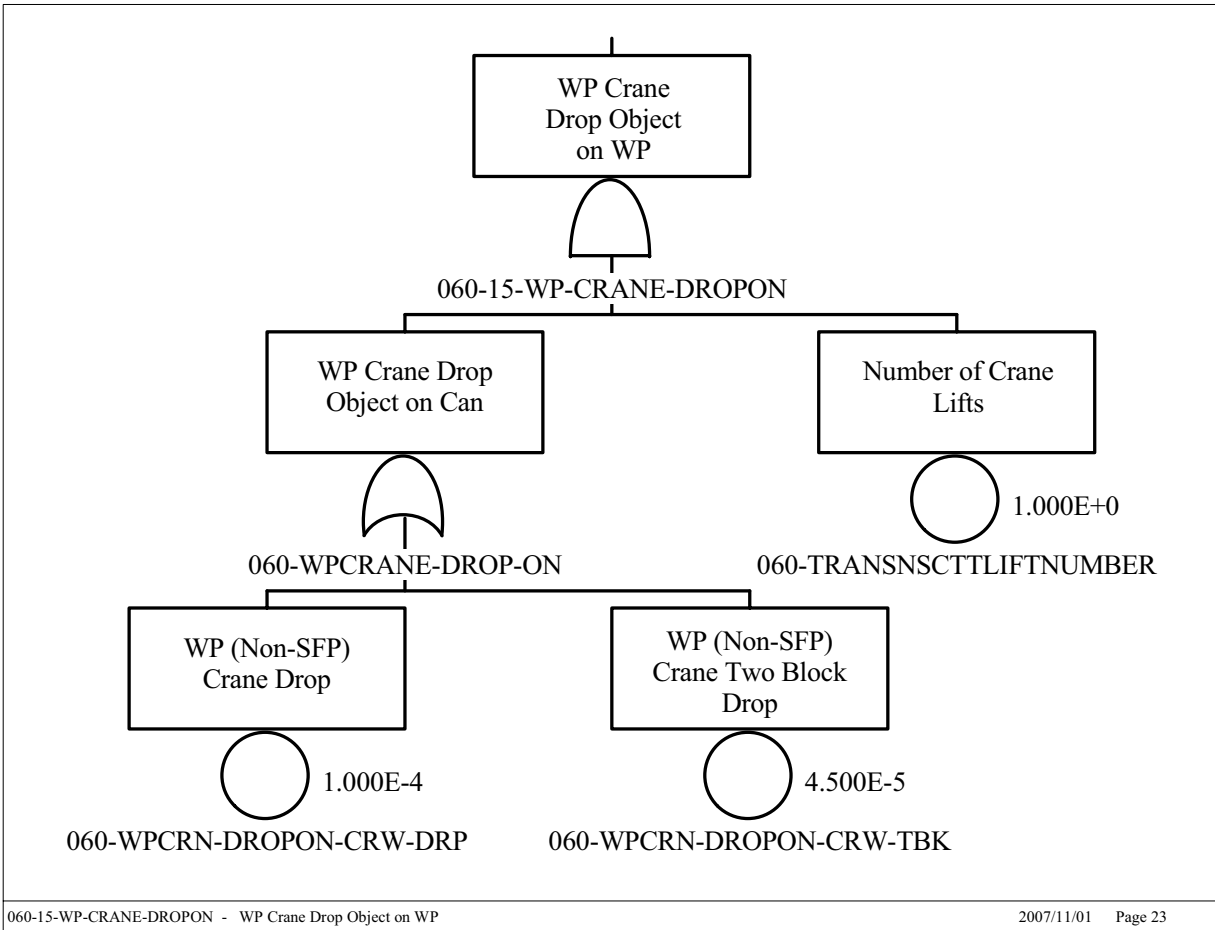 WP Crane
Drop Object
on WP
060-15-WP-CRANE-DROPON
WP Crane Drop
Object on Can
Number of Crane
Lifts
1.000E+0
060-WPCRANE-DROP-ON
060-TRANSNSCTTLIFTNUMBER
WP (Non-SFP)
Crane Drop
WP (Non-SFP)
Crane Two Block
Drop
1.000E-4
4.500E-5
060-WPCRN-DROPON-CRW-DRP
060-WPCRN-DROPON-CRW-TBK
060-15-WP-CRANE-DROPON - WP Crane Drop Object on WP
2007/11/01 Page 23